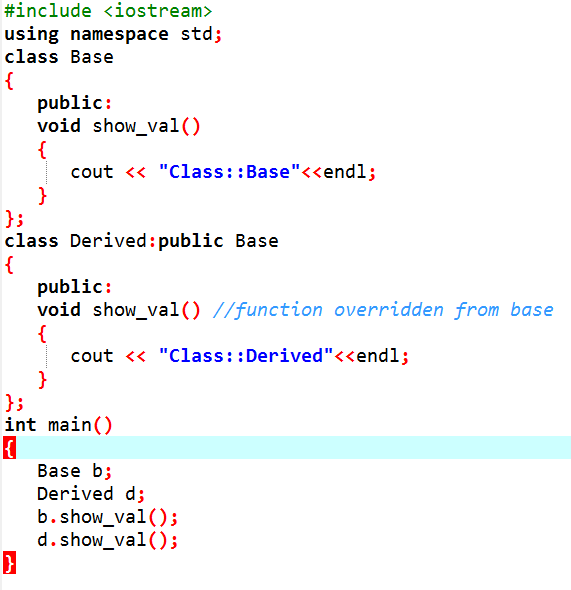 #include <iostream>
using namespace std;
class Base
{
public:
void show_val()
{
cout << "Class::Base"<<endl;
}
};
class Derived:public Base
{
public:
void show_val() //function overridden from base
{
cout << "Class::Derived"<<endl;
}
};
int main()
{
Base b;
Derived d;
b.show_val();
d.show_val();
}